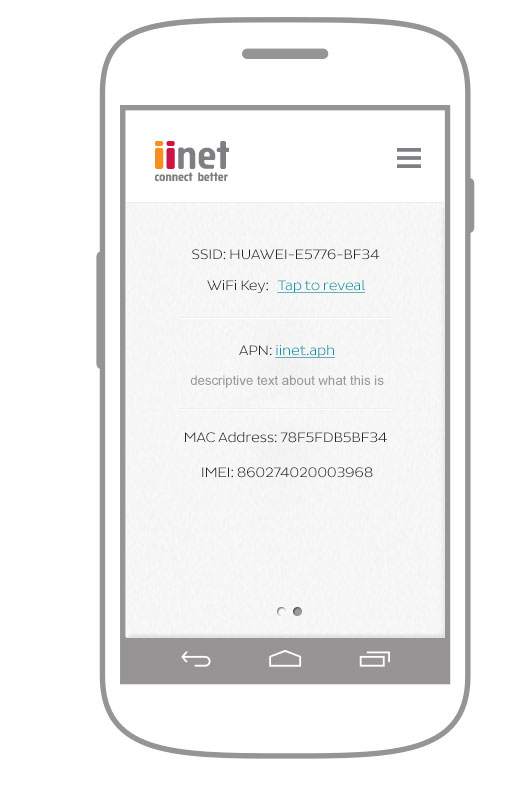 iinet
connect better
SSID: HUAWEI-E5776-BF34
WiFi Key: Tap to reveal
APN: iinet.aph
descriptive text about what this is
MAC Address: 78F5FDB5BF34
IMEI: 860274020003968